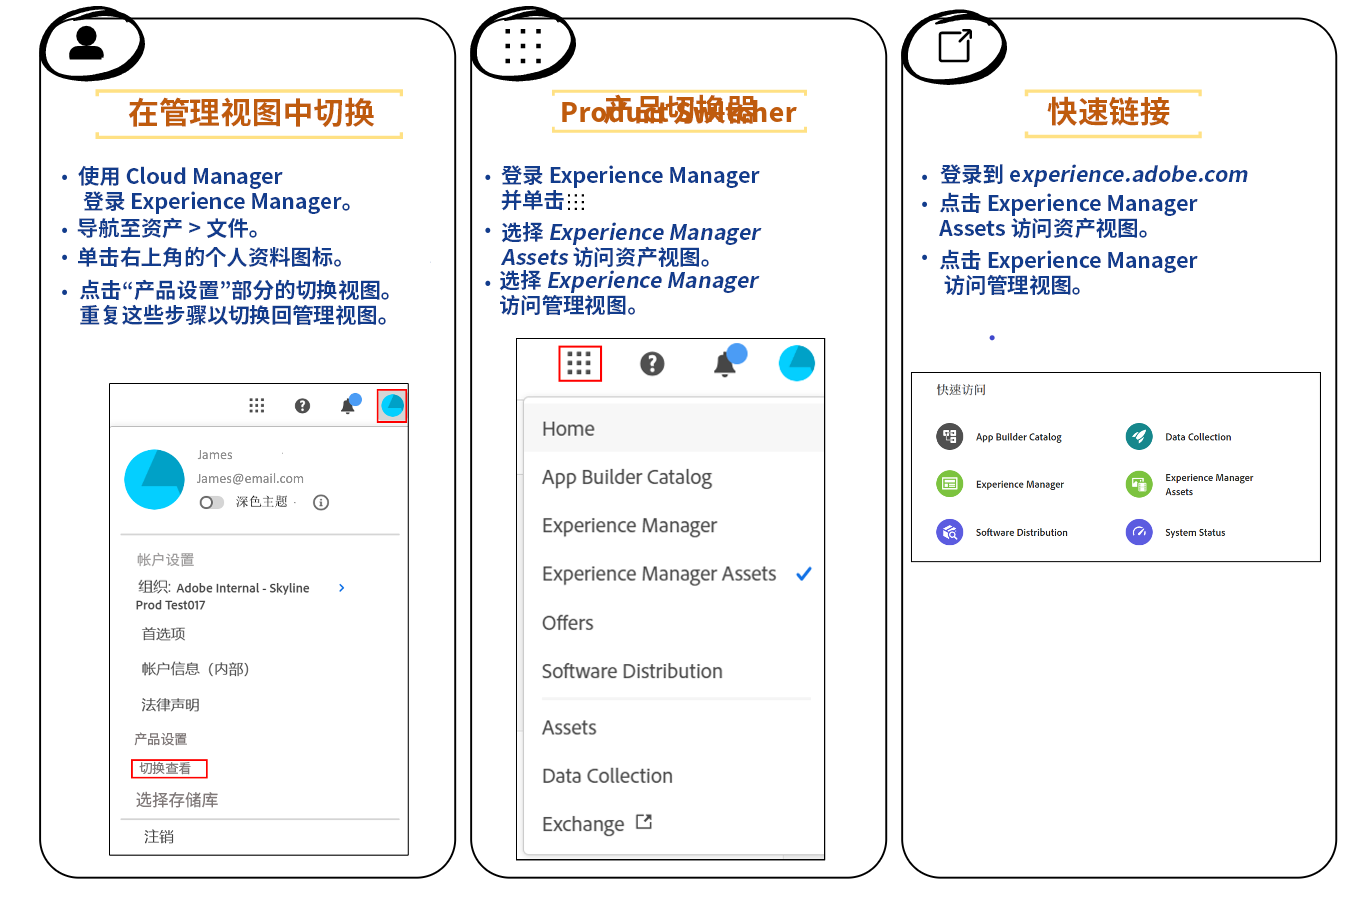 在管理视图中切换
• 使用 Cloud Manager
登录 Experience Manager。
• 导航至资产 > 文件。
• 单击右上角的个人资料图标。
• 点击“产品设置”部分的切换视图。
重复这些步骤以切换回管理视图。
James
James@email.com
深色主题
帐户设置
组织: Adobe Internal - Skyline
Prod Test017
首选项
帐户信息（内部）
法律声明
产品设置
切换查看
选择存储库
注销
产品切换器
Product Switcher
• 登录 Experience Manager
并单击
• 选择 Experience Manager
Assets 访问资产视图。
• 选择 Experience Manager
访问管理视图。
Home
App Builder Catalog
Experience Manager
Experience Manager Assets
Offers
Software Distribution
Assets
Data Collection
Exchange
快速链接
• 登录到 experience.adobe.com
• 点击 Experience Manager
Assets 访问资产视图。
• 点击 Experience Manager
访问管理视图。
快速访问
App Builder Catalog
Data Collection
Experience Manager
Experience Manager
Assets
Software Distribution
System Status